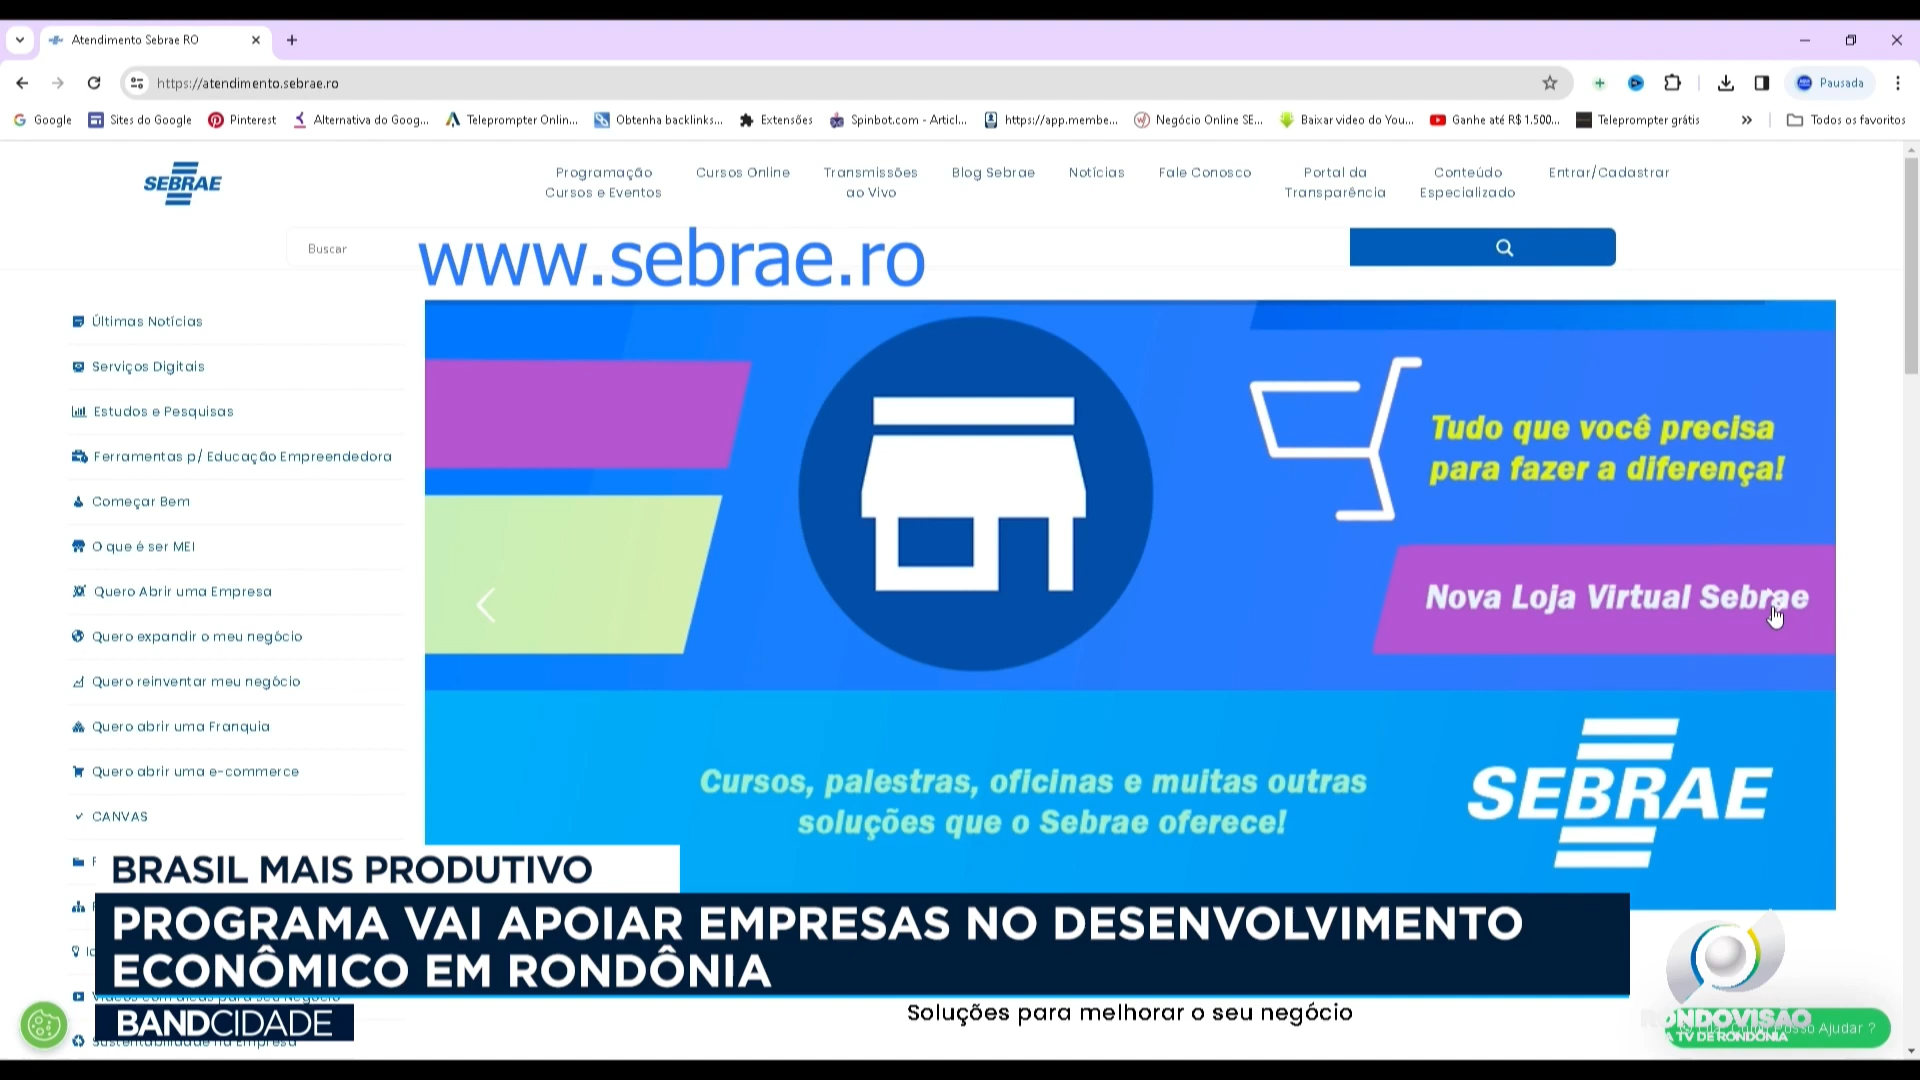 Atendimento Sebrae RO
https://atendimento.sebrae.ro
Pausada
Google
Sites do Google
Pinterest
Alternativa do Goog...
Teleprompter Onlin...
Obtenha backlinks...
Extensões
Spinbot.com - Articl...
https://app.membe...
Negócio Online SE...
Baixar video do You...
Ganhe até R$ 1.500...
Teleprompter grátis
Todos os favoritos
SEBRAE
Programação
Cursos e Eventos
Cursos Online
Transmissões
ao Vivo
Blog Sebrae
Notícias
Fale Conosco
Portal da
Transparência
Conteúdo
Especializado
Entrar/Cadastrar
Buscar
www.sebrae.ro
Últimas Notícias
Serviços Digitais
Estudos e Pesquisas
Ferramentas p/ Educação Empreendedora
Começar Bem
O que é ser MEI
Quero Abrir uma Empresa
Quero expandir o meu negócio
Quero reinventar meu negócio
Quero abrir uma Franquia
Quero abrir uma e-commerce
CANVAS
Tudo que você precisa
para fazer a diferença!
Nova Loja Virtual Sebrae
Cursos, palestras, oficinas e muitas outras
soluções que o Sebrae oferece!
SEBRAE
BRASIL MAIS PRODUTIVO
PROGRAMA VAI APOIAR EMPRESAS NO DESENVOLVIMENTO
ECONÔMICO EM RONDÔNIA
BANDCIDADE
Soluções para melhorar o seu negócio
RONDOVISÃO
A TV DE RONDÔNIA
Ajudar ?